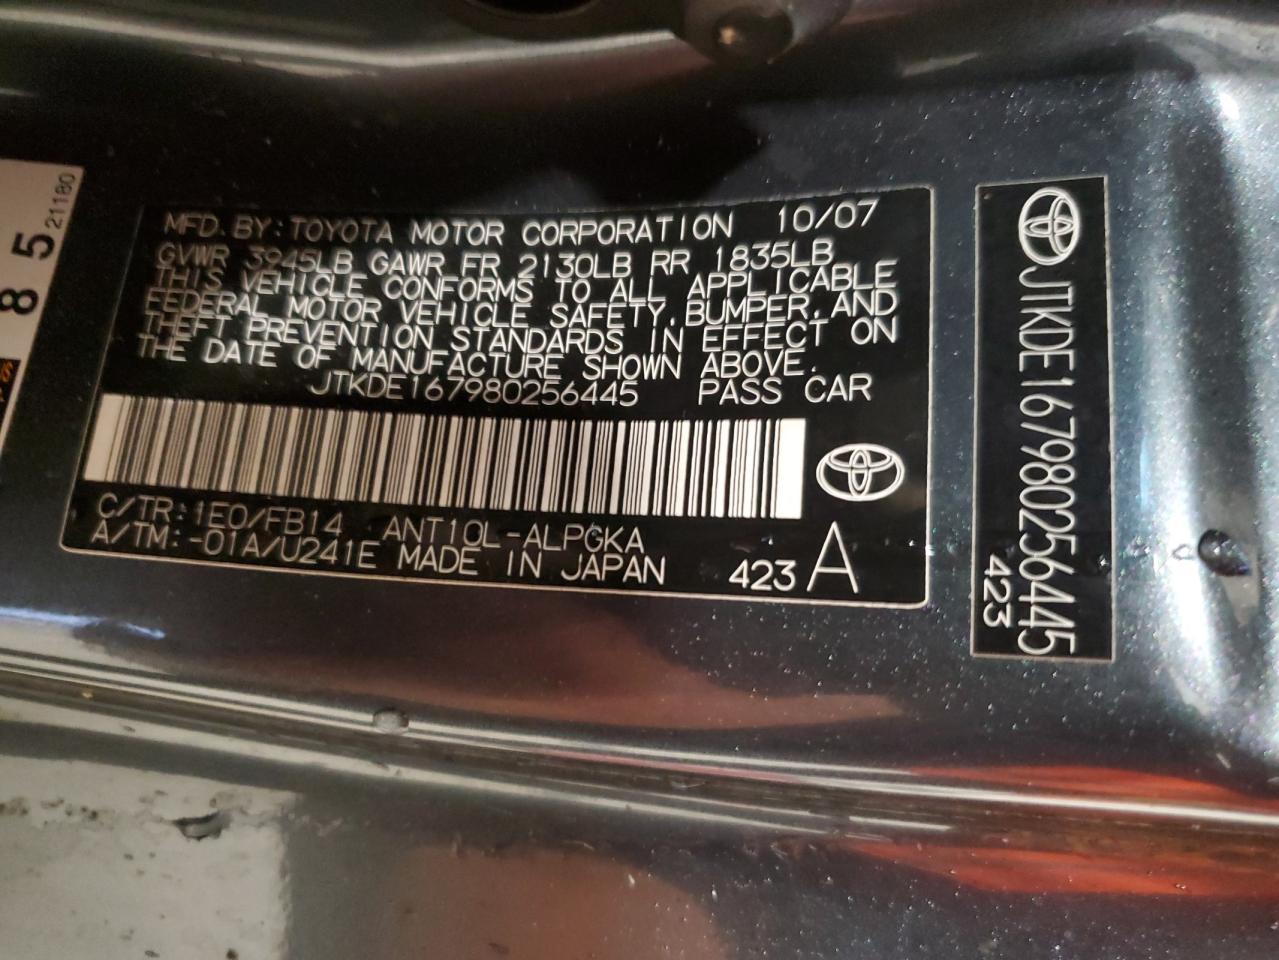 MFD. BY: TOYOTA MOTOR CORPORATION 10/07
GVWR 3945LB GAWR FR 2130LB RR 1835LB
THIS VEHICLE CONFORMS TO ALL APPLICABLE
FEDERAL MOTOR VEHICLE SAFETY, BUMPER, AND
THEFT PREVENTION STANDARDS IN EFFECT ON
THE DATE OF MANUFACTURE SHOWN ABOVE.
JTKDE167980256445 PASS CAR
C/TR: 1E0/FB14 ANT10L-ALPGKA
A/TM: -01A/U241E MADE IN JAPAN
423 A
JTKDE167980256445
423
8 5
21180